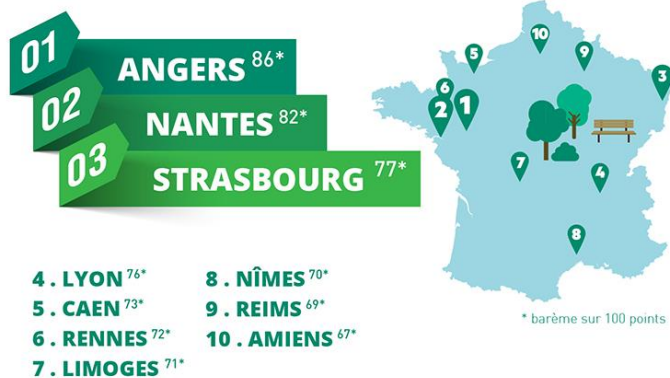 01 ANGERS 86*
02 NANTES 82*
03 STRASBOURG 77*
4 . LYON 76*
5 . CAEN 73*
6 . RENNES 72*
7 . LIMOGES 71*
8 . NÎMES 70*
9 . REIMS 69*
10 . AMIENS 67*
10
5
9
3
6
2
1
7
4
8
* barème sur 100 points